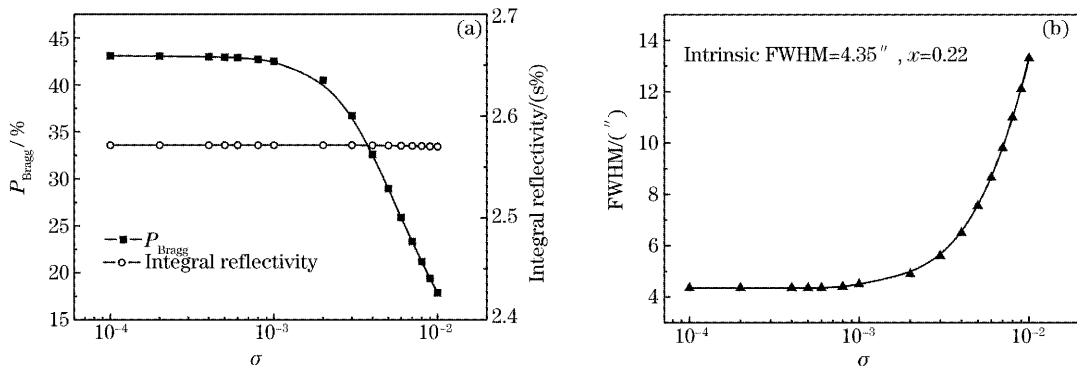 (a)
45
40
35
30
25
20
15
P_Bragg / %
2.7
2.6
2.5
2.4
Integral reflectivity/(s%)
P_Bragg
Integral reflectivity
10⁻⁴
10⁻³
10⁻²
σ
(b)
Intrinsic FWHM=4.35″ , x=0.22
14
12
10
8
6
4
FWHM/(″)
10⁻⁴
10⁻³
10⁻²
σ